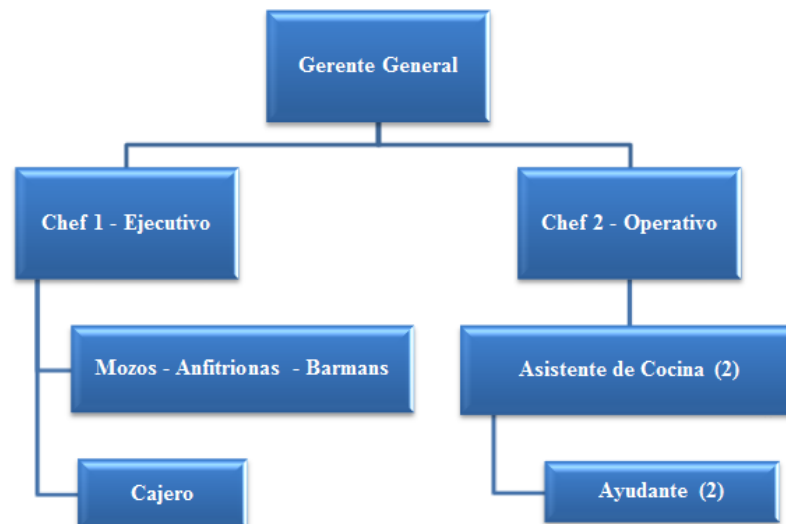 Gerente General
Chef 1 - Ejecutivo
Chef 2 - Operativo
Mozos - Anfitrionas - Barmans
Asistente de Cocina (2)
Cajero
Ayudante (2)